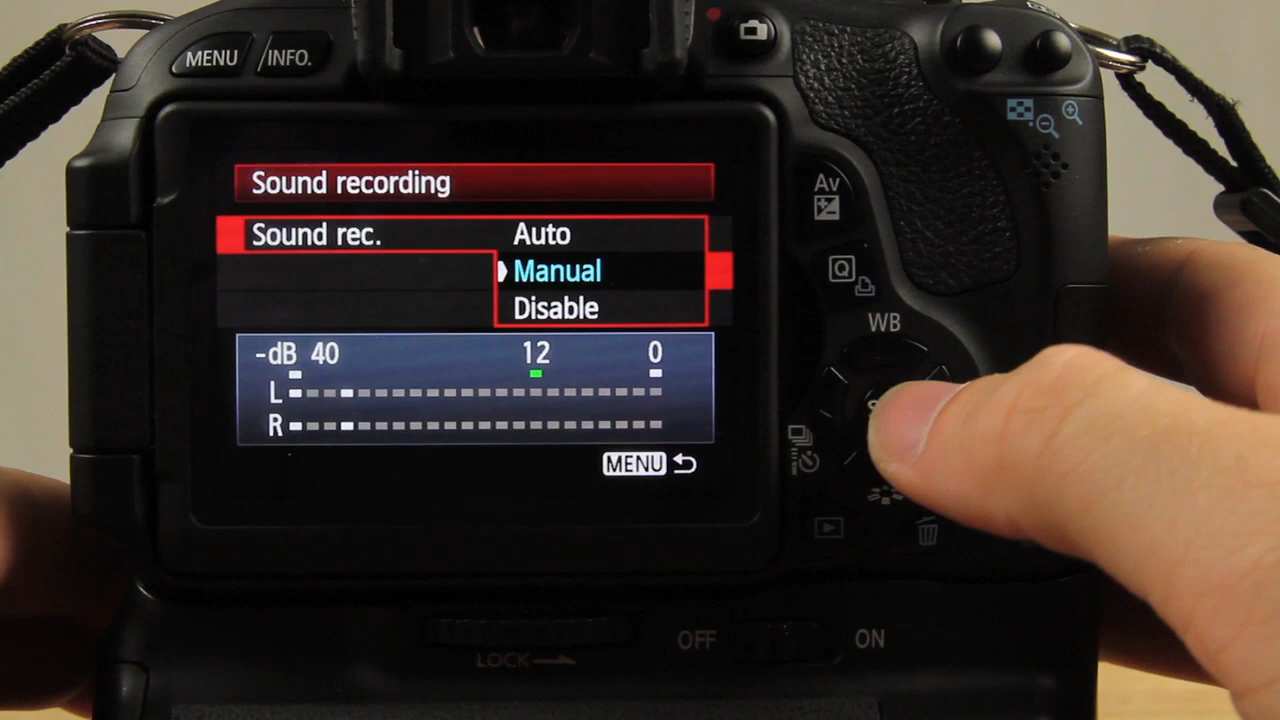 MENU /INFO.
Sound recording
Sound rec. Auto
Manual
Disable
-dB 40 12 0
L
R
MENU
Av
Q
WB
OFF ON
LOCK